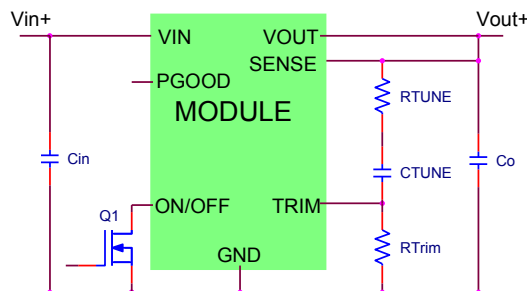 Vin+
Vout+
VIN
VOUT
SENSE
PGOOD
RTUNE
MODULE
Cin
CTUNE
Co
Q1
ON/OFF
TRIM
RTrim
GND